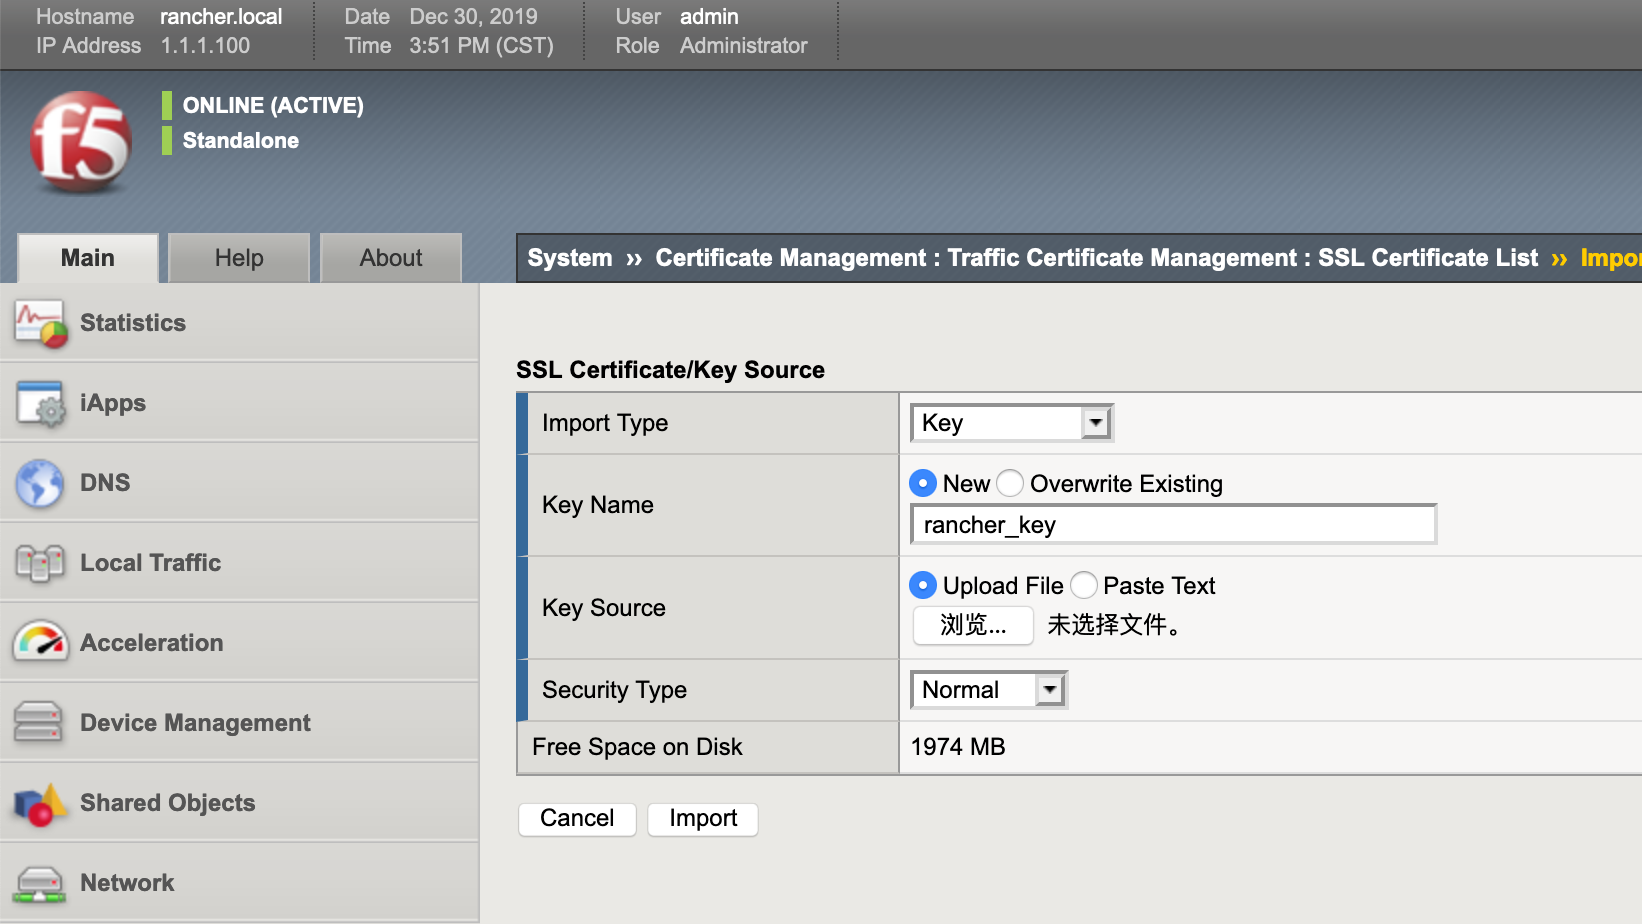 Hostname rancher.local Date Dec 30, 2019 User admin
IP Address 1.1.1.100 Time 3:51 PM (CST) Role Administrator
f5
ONLINE (ACTIVE)
Standalone
Main Help About
System ›› Certificate Management : Traffic Certificate Management : SSL Certificate List ›› Impor
Statistics
iApps
DNS
Local Traffic
Acceleration
Device Management
Shared Objects
Network
SSL Certificate/Key Source
Import Type Key
Key Name New Overwrite Existing
rancher_key
Key Source Upload File Paste Text
浏览... 未选择文件。
Security Type Normal
Free Space on Disk 1974 MB
Cancel Import